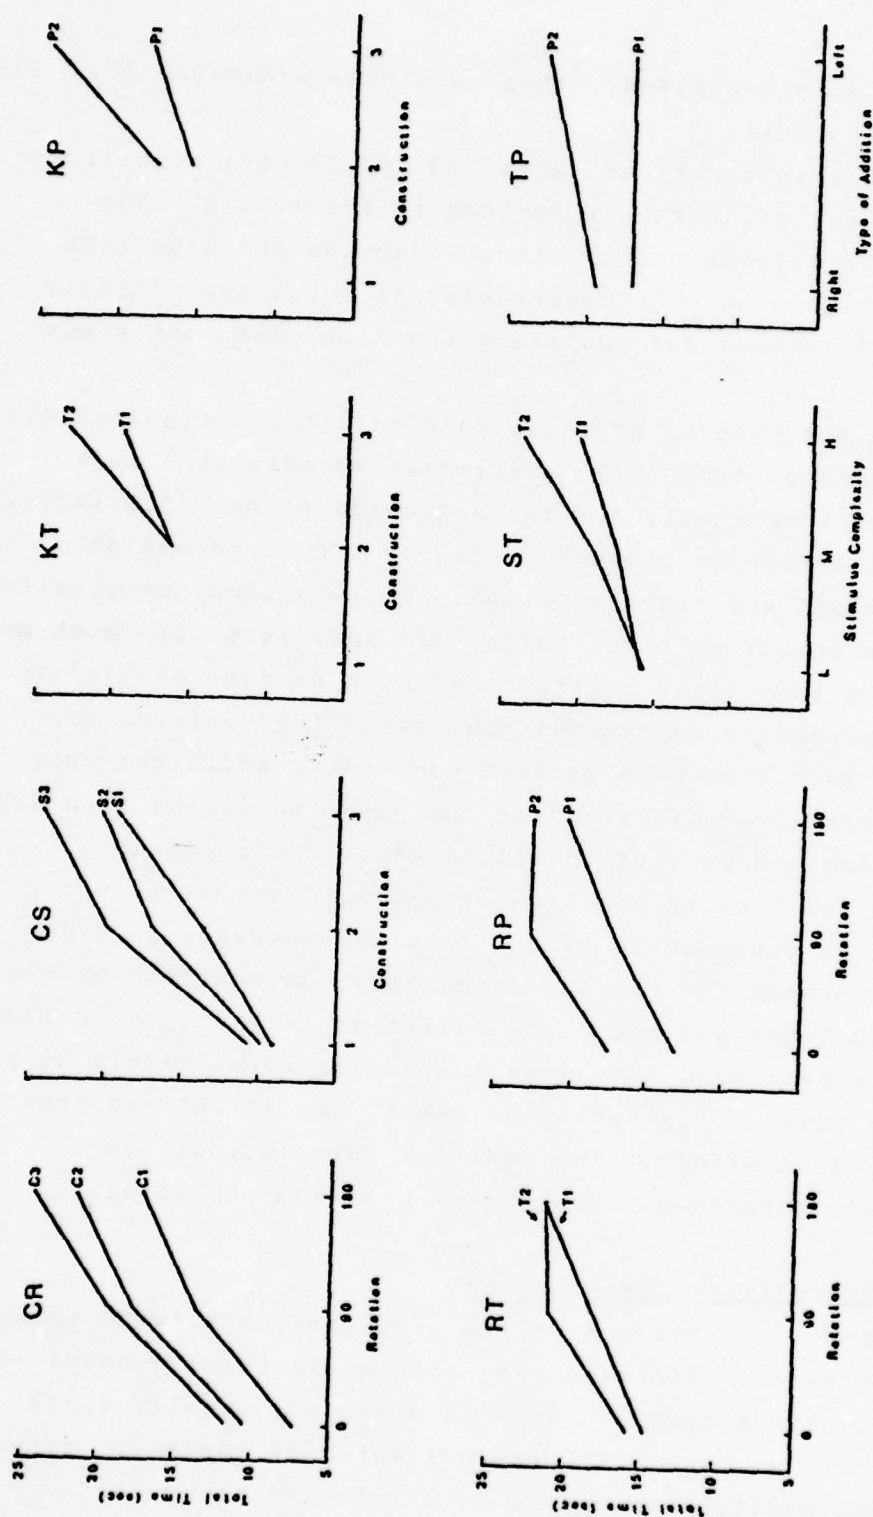 CR
C3
C2
C1
25
20
15
10
5
Total Time (sec)
0
90
180
Rotation
CS
S3
S2
S1
1
2
3
Construction
KT
T2
T1
1
2
3
Construction
KP
P2
P1
1
2
3
Construction
RT
T2
T1
25
20
15
10
5
Total Time (sec)
0
90
180
Rotation
RP
P2
P1
0
90
180
Rotation
ST
T2
T1
L
M
H
Stimulus Complexity
TP
P2
P1
Right
Left
Type of Addition